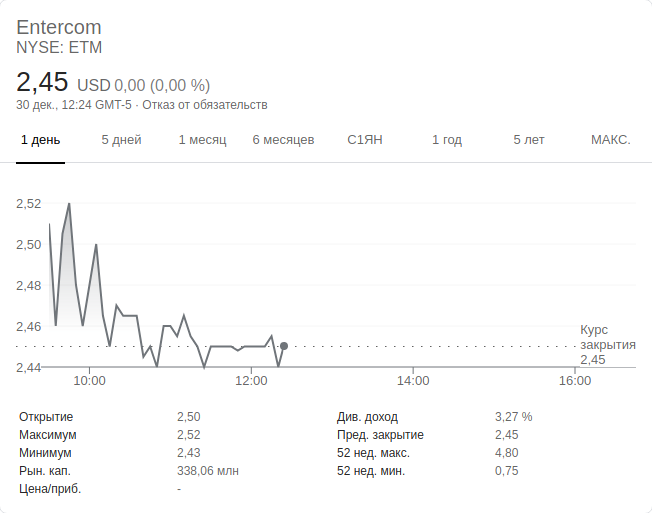 Entercom
NYSE: ETM
2,45 USD 0,00 (0,00 %)
30 дек., 12:24 GMT-5 · Отказ от обязательств
1 день 5 дней 1 месяц 6 месяцев С1ЯН 1 год 5 лет МАКС.
2,52
2,50
2,48
2,46
2,44
Курс
закрытия
2,45
10:00 12:00 14:00 16:00
Открытие 2,50 Див. доход 3,27 %
Максимум 2,52 Пред. закрытие 2,45
Минимум 2,43 52 нед. макс. 4,80
Рын. кап. 338,06 млн 52 нед. мин. 0,75
Цена/приб. -